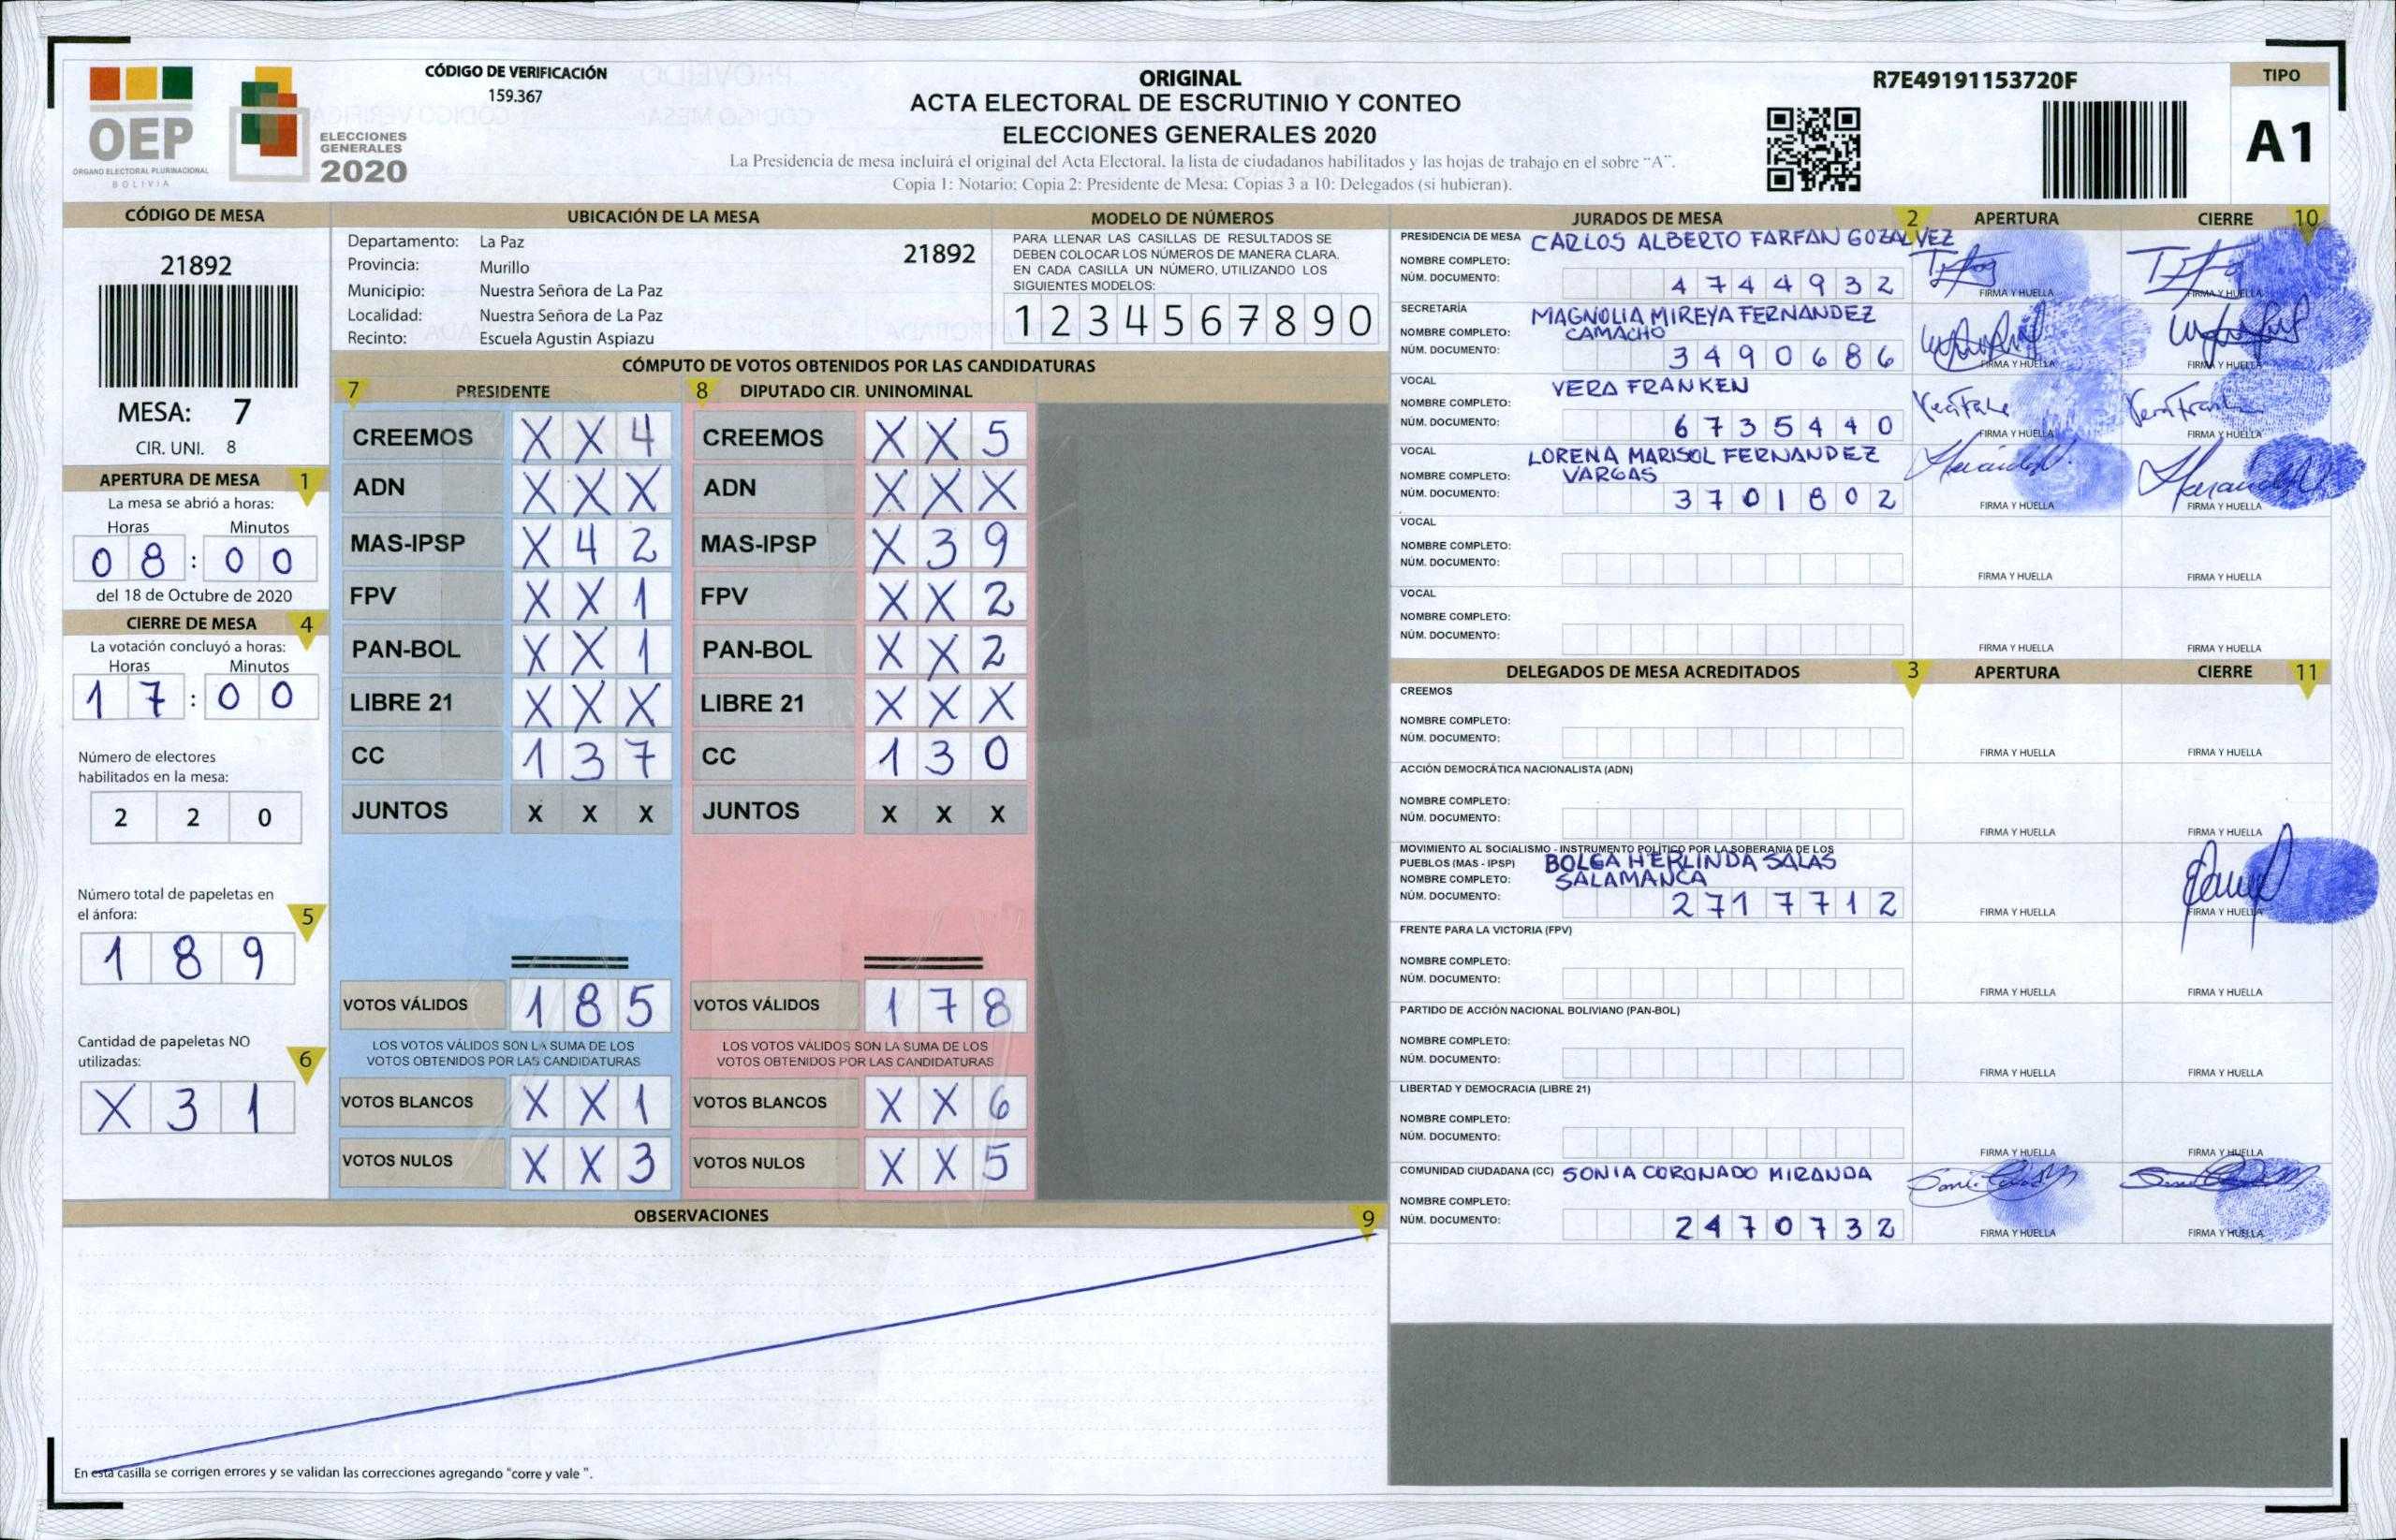 CÓDIGO DE VERIFICACIÓN
159.367
OEP
ÓRGANO ELECTORAL PLURINACIONAL
BOLIVIA
ELECCIONES
GENERALES
2020
ORIGINAL
ACTA ELECTORAL DE ESCRUTINIO Y CONTEO
ELECCIONES GENERALES 2020
La Presidencia de mesa incluirá el original del Acta Electoral, la lista de ciudadanos habilitados y las hojas de trabajo en el sobre "A".
Copia 1: Notario; Copia 2: Presidente de Mesa; Copias 3 a 10: Delegados (si hubieran).
R7E49191153720F
TIPO
A1
CÓDIGO DE MESA
21892
MESA: 7
CIR. UNI. 8
APERTURA DE MESA 1
La mesa se abrió a horas:
Horas Minutos
08:00
del 18 de Octubre de 2020
CIERRE DE MESA 4
La votación concluyó a horas:
Horas Minutos
17:00
Número de electores
habilitados en la mesa:
2 2 0
Número total de papeletas en
el ánfora: 5
1 8 9
Cantidad de papeletas NO
utilizadas: 6
X 3 1
UBICACIÓN DE LA MESA
Departamento: La Paz 21892
Provincia: Murillo
Municipio: Nuestra Señora de La Paz
Localidad: Nuestra Señora de La Paz
Recinto: Escuela Agustin Aspiazu
MODELO DE NÚMEROS
PARA LLENAR LAS CASILLAS DE RESULTADOS SE
DEBEN COLOCAR LOS NÚMEROS DE MANERA CLARA.
EN CADA CASILLA UN NÚMERO, UTILIZANDO LOS
SIGUIENTES MODELOS:
1 2 3 4 5 6 7 8 9 0
CÓMPUTO DE VOTOS OBTENIDOS POR LAS CANDIDATURAS
7 PRESIDENTE
CREEMOS X X 4
ADN X X X
MAS-IPSP X 4 2
FPV X X 1
PAN-BOL X X 1
LIBRE 21 X X X
CC 1 3 7
JUNTOS X X X
VOTOS VÁLIDOS 1 8 5
LOS VOTOS VÁLIDOS SON LA SUMA DE LOS
VOTOS OBTENIDOS POR LAS CANDIDATURAS
VOTOS BLANCOS X X 1
VOTOS NULOS X X 3
8 DIPUTADO CIR. UNINOMINAL
CREEMOS X X 5
ADN X X X
MAS-IPSP X 3 9
FPV X X 2
PAN-BOL X X 2
LIBRE 21 X X X
CC 1 3 0
JUNTOS X X X
VOTOS VÁLIDOS 1 7 8
LOS VOTOS VÁLIDOS SON LA SUMA DE LOS
VOTOS OBTENIDOS POR LAS CANDIDATURAS
VOTOS BLANCOS X X 6
VOTOS NULOS X X 5
OBSERVACIONES 9
En esta casilla se corrigen errores y se validan las correcciones agregando "corre y vale ".
JURADOS DE MESA 2 APERTURA CIERRE 10
PRESIDENCIA DE MESA CARLOS ALBERTO FARFAN GOZALVEZ
NOMBRE COMPLETO:
NÚM. DOCUMENTO: 4744932 FIRMA Y HUELLA FIRMA Y HUELLA
SECRETARÍA MAGNOLIA MIREYA FERNANDEZ
NOMBRE COMPLETO: CAMACHO
NÚM. DOCUMENTO: 3490686 FIRMA Y HUELLA FIRMA Y HUELLA
VOCAL VERA FRANKEN
NOMBRE COMPLETO:
NÚM. DOCUMENTO: 6735440 FIRMA Y HUELLA FIRMA Y HUELLA
VOCAL LORENA MARISOL FERNANDEZ
NOMBRE COMPLETO: VARGAS
NÚM. DOCUMENTO: 3701802 FIRMA Y HUELLA FIRMA Y HUELLA
VOCAL
NOMBRE COMPLETO:
NÚM. DOCUMENTO: FIRMA Y HUELLA FIRMA Y HUELLA
VOCAL
NOMBRE COMPLETO:
NÚM. DOCUMENTO: FIRMA Y HUELLA FIRMA Y HUELLA
DELEGADOS DE MESA ACREDITADOS 3 APERTURA CIERRE 11
CREEMOS
NOMBRE COMPLETO:
NÚM. DOCUMENTO: FIRMA Y HUELLA FIRMA Y HUELLA
ACCIÓN DEMOCRÁTICA NACIONALISTA (ADN)
NOMBRE COMPLETO:
NÚM. DOCUMENTO: FIRMA Y HUELLA FIRMA Y HUELLA
MOVIMIENTO AL SOCIALISMO - INSTRUMENTO POLÍTICO POR LA SOBERANIA DE LOS
PUEBLOS (MAS - IPSP) BOLGA HERLINDA SALAS
NOMBRE COMPLETO: SALAMANCA
NÚM. DOCUMENTO: 2717712 FIRMA Y HUELLA FIRMA Y HUELLA
FRENTE PARA LA VICTORIA (FPV)
NOMBRE COMPLETO:
NÚM. DOCUMENTO: FIRMA Y HUELLA FIRMA Y HUELLA
PARTIDO DE ACCIÓN NACIONAL BOLIVIANO (PAN-BOL)
NOMBRE COMPLETO:
NÚM. DOCUMENTO: FIRMA Y HUELLA FIRMA Y HUELLA
LIBERTAD Y DEMOCRACIA (LIBRE 21)
NOMBRE COMPLETO:
NÚM. DOCUMENTO: FIRMA Y HUELLA FIRMA Y HUELLA
COMUNIDAD CIUDADANA (CC) SONIA CORONADO MIRANDA
NOMBRE COMPLETO:
NÚM. DOCUMENTO: 2470732 FIRMA Y HUELLA FIRMA Y HUELLA